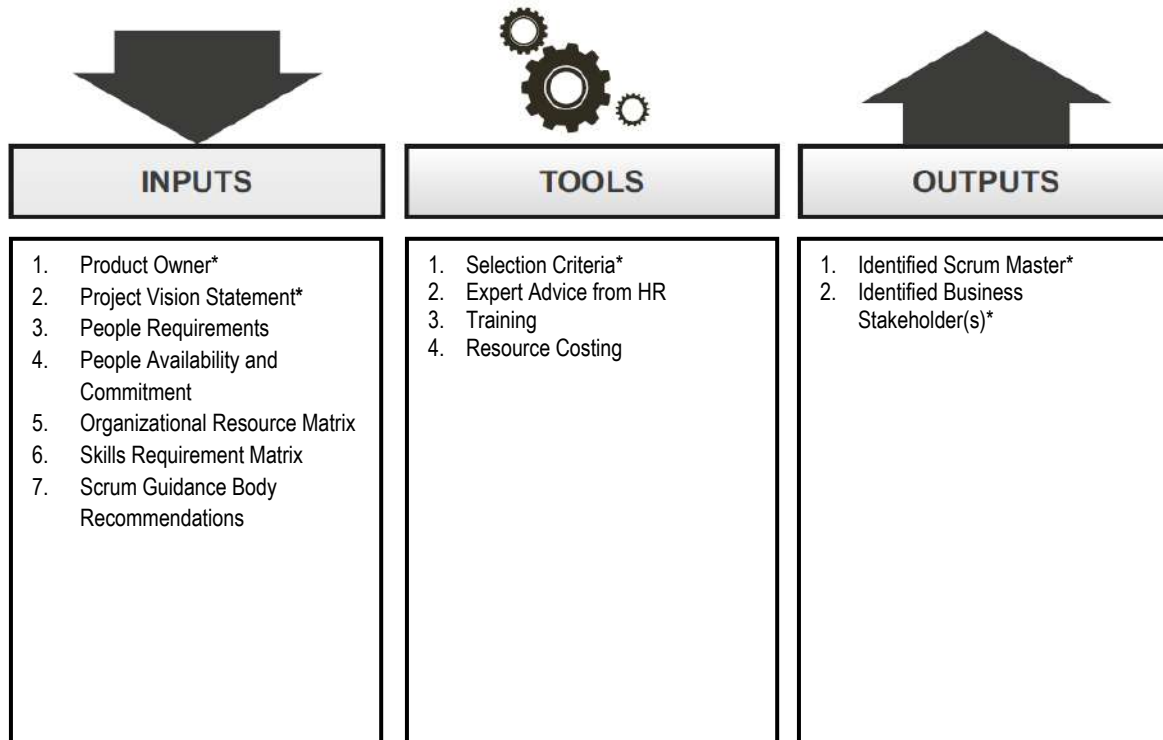 INPUTS
1. Product Owner*
2. Project Vision Statement*
3. People Requirements
4. People Availability and
Commitment
5. Organizational Resource Matrix
6. Skills Requirement Matrix
7. Scrum Guidance Body
Recommendations
TOOLS
1. Selection Criteria*
2. Expert Advice from HR
3. Training
4. Resource Costing
OUTPUTS
1. Identified Scrum Master*
2. Identified Business
Stakeholder(s)*